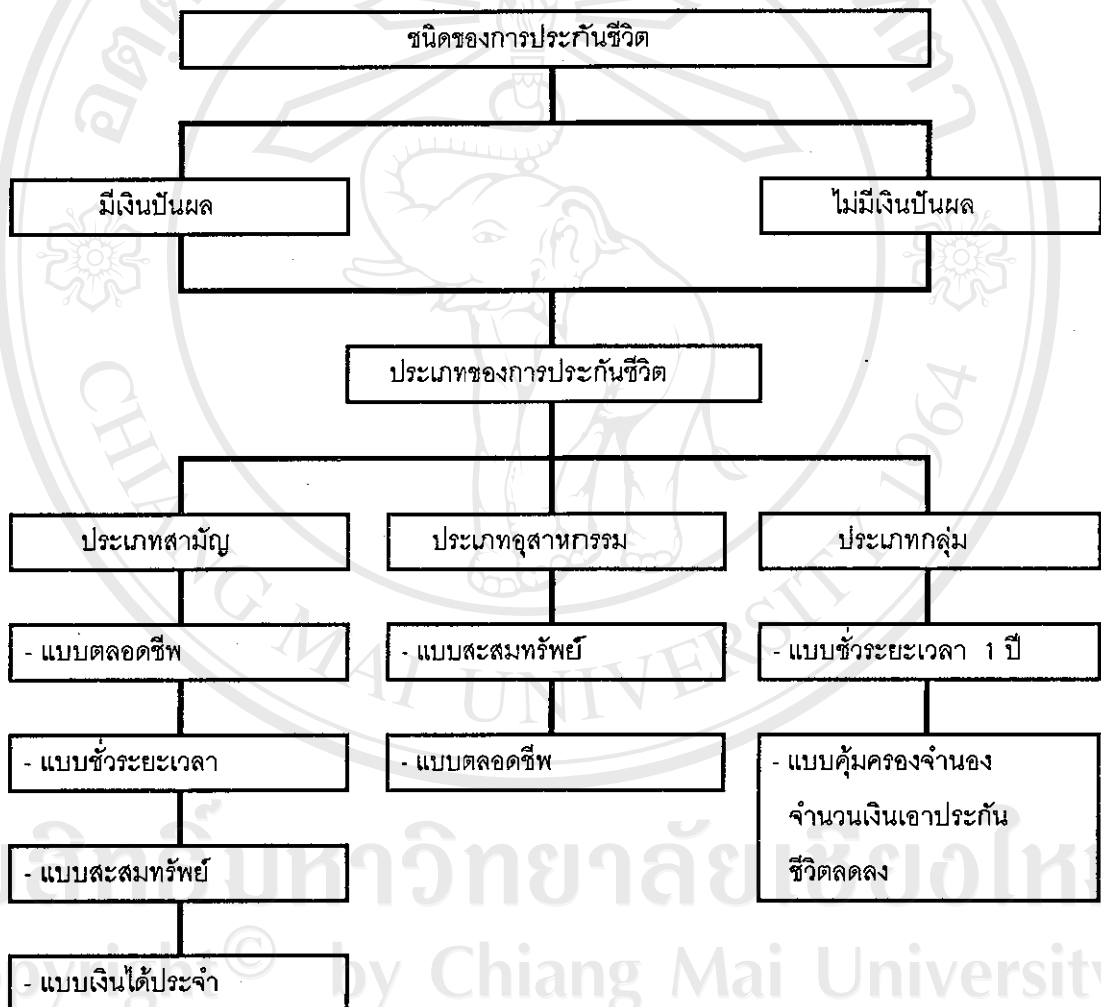 ชนิดของการประกันชีวิต
มีเงินปันผล
ไม่มีเงินปันผล
ประเภทของการประกันชีวิต
ประเภทสามัญ
ประเภทอุสาหกรรม
ประเภทกลุ่ม
- แบบตลอดชีพ
- แบบสะสมทรัพย์
- แบบชั่วระยะเวลา 1 ปี
- แบบชั่วระยะเวลา
- แบบตลอดชีพ
- แบบคุ้มครองจำนอง
จำนวนเงินเอาประกัน
ชีวิตลดลง
- แบบสะสมทรัพย์
- แบบเงินได้ประจำ
CHIANG MAI UNIVERSITY 1964
by Chiang Mai University